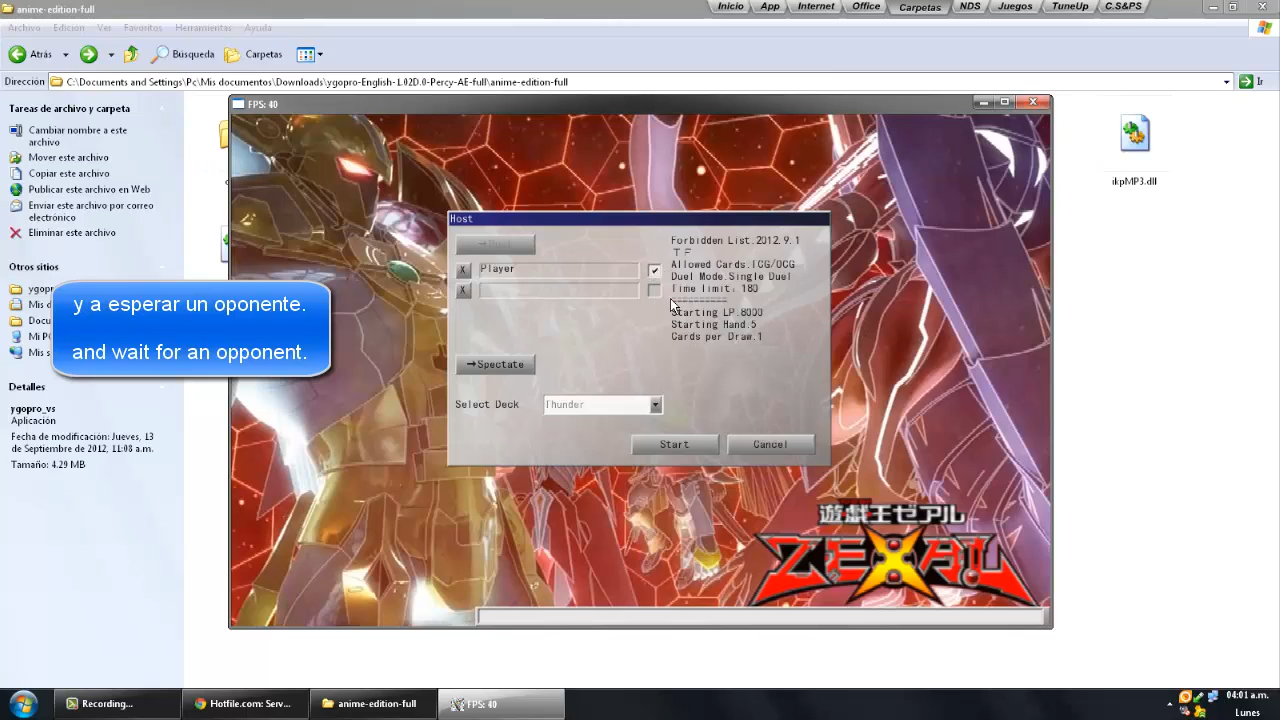 anime-edition-full
Inicio
App
Internet
Office
Carpetas
NDS
Juegos
TuneUp
C.S&PS
Archivo Edición Ver Favoritos Herramientas Ayuda
Atrás
Búsqueda
Carpetas
Dirección
C:\Documents and Settings\Pc\Mis documentos\Downloads\ygopro-English-1.02D.0-Percy-AE-full\anime-edition-full
Ir
Tareas de archivo y carpeta
Cambiar nombre a este
archivo
Mover este archivo
Copiar este archivo
Publicar este archivo en Web
Enviar este archivo por correo
electrónico
Eliminar este archivo
Otros sitios
ygopro
Mis d
Docu
Mi PC
Mis s
y a esperar un oponente.
and wait for an opponent.
Detalles
ygopro_vs
Aplicación
Fecha de modificación: Jueves, 13
de Septiembre de 2012, 11:08 a.m.
Tamaño: 4.29 MB
FPS: 40
Host
X Player
X
→Spectate
Select Deck
Thunder
Start
Cancel
Forbidden List.2012.9.1
T F
Allowed Cards.TCG/OCG
Duel Mode.Single Duel
Time limit: 180
==========
Starting LP.8000
Starting Hand.5
Cards per Draw.1
遊戯王ゼアル
ZEXAL
ikpMP3.dll
Recording...
Hotfile.com: Serv...
anime-edition-full
FPS: 40
04:01 a.m.
Lunes